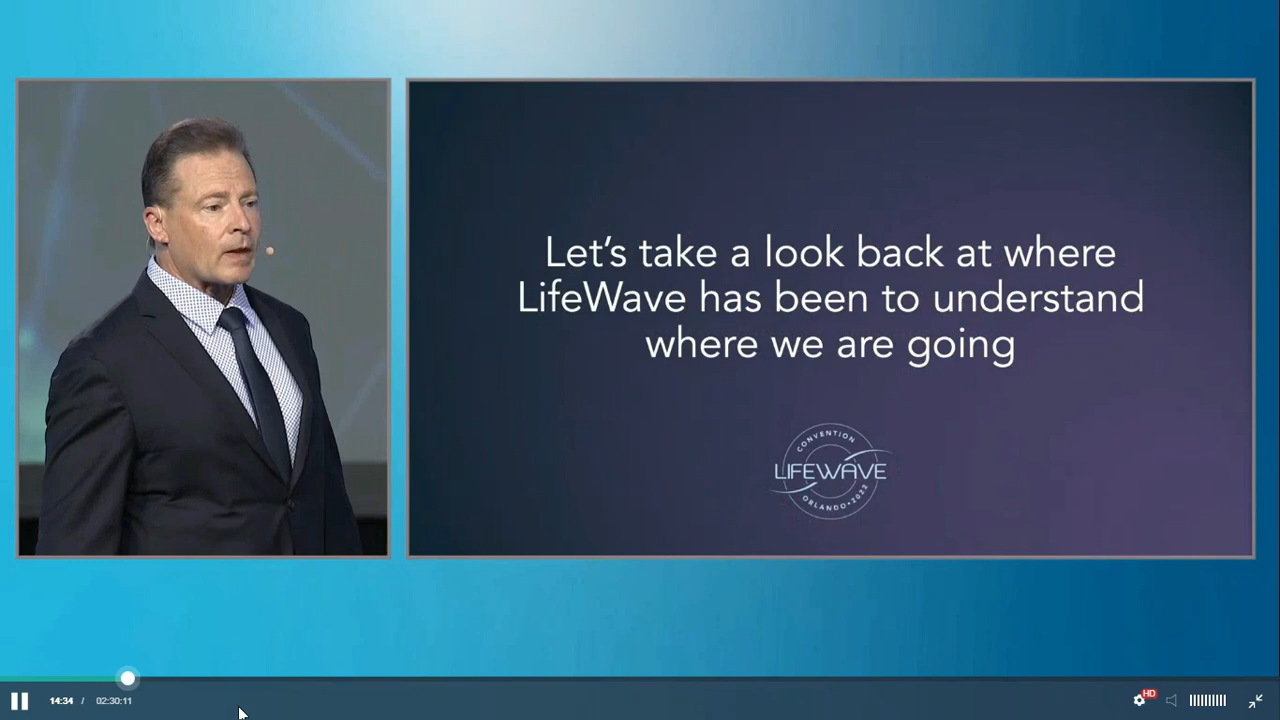 Let's take a look back at where
LifeWave has been to understand
where we are going
CONVENTION
LIFEWAVE
ORLANDO•2022
14:34 / 02:30:11
HD